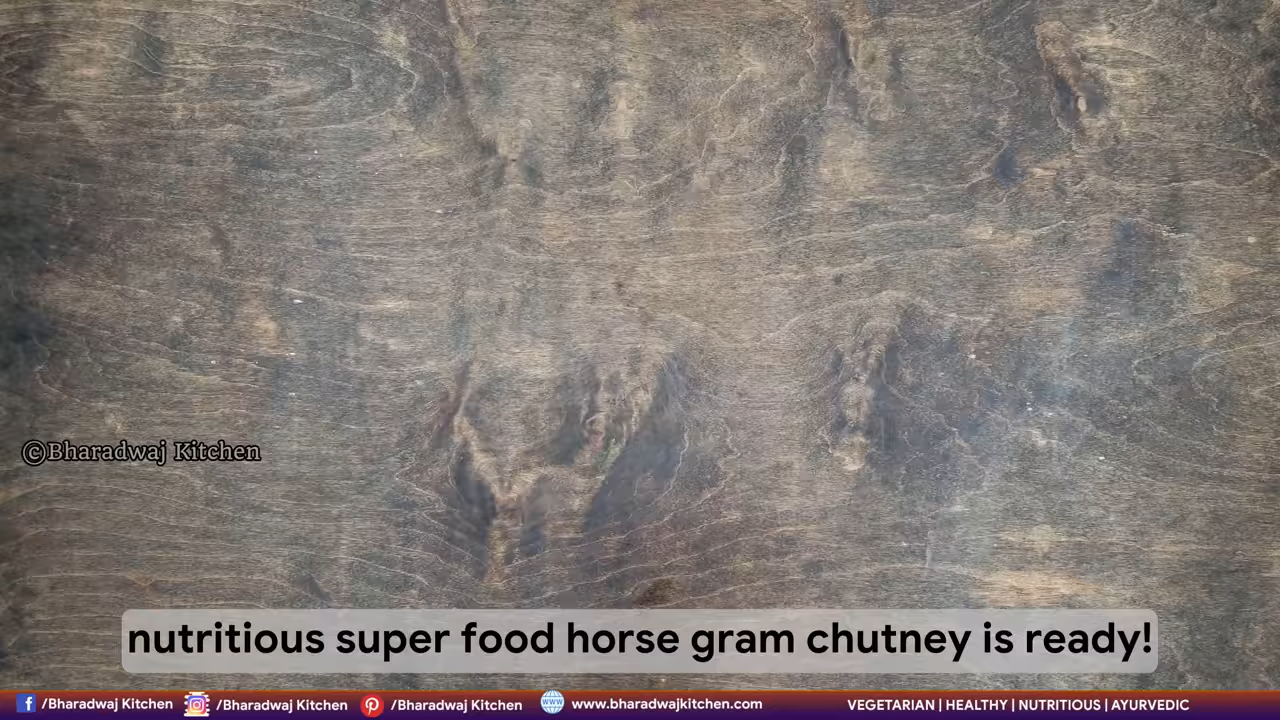 ©Bharadwaj Kitchen
nutritious super food horse gram chutney is ready!
/Bharadwaj Kitchen /Bharadwaj Kitchen /Bharadwaj Kitchen www.bharadwajkitchen.com VEGETARIAN | HEALTHY | NUTRITIOUS | AYURVEDIC